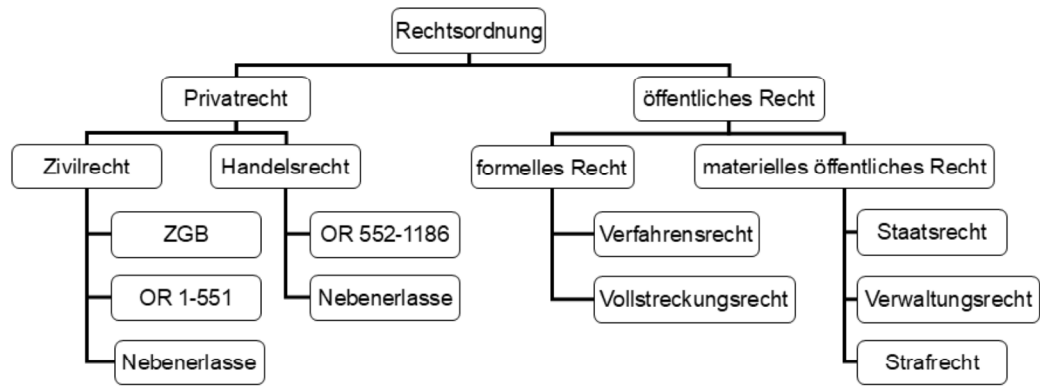 Rechtsordnung
Privatrecht
öffentliches Recht
Zivilrecht
Handelsrecht
formelles Recht
materielles öffentliches Recht
ZGB
OR 552-1186
Verfahrensrecht
Staatsrecht
OR 1-551
Nebenerlasse
Vollstreckungsrecht
Verwaltungsrecht
Nebenerlasse
Strafrecht